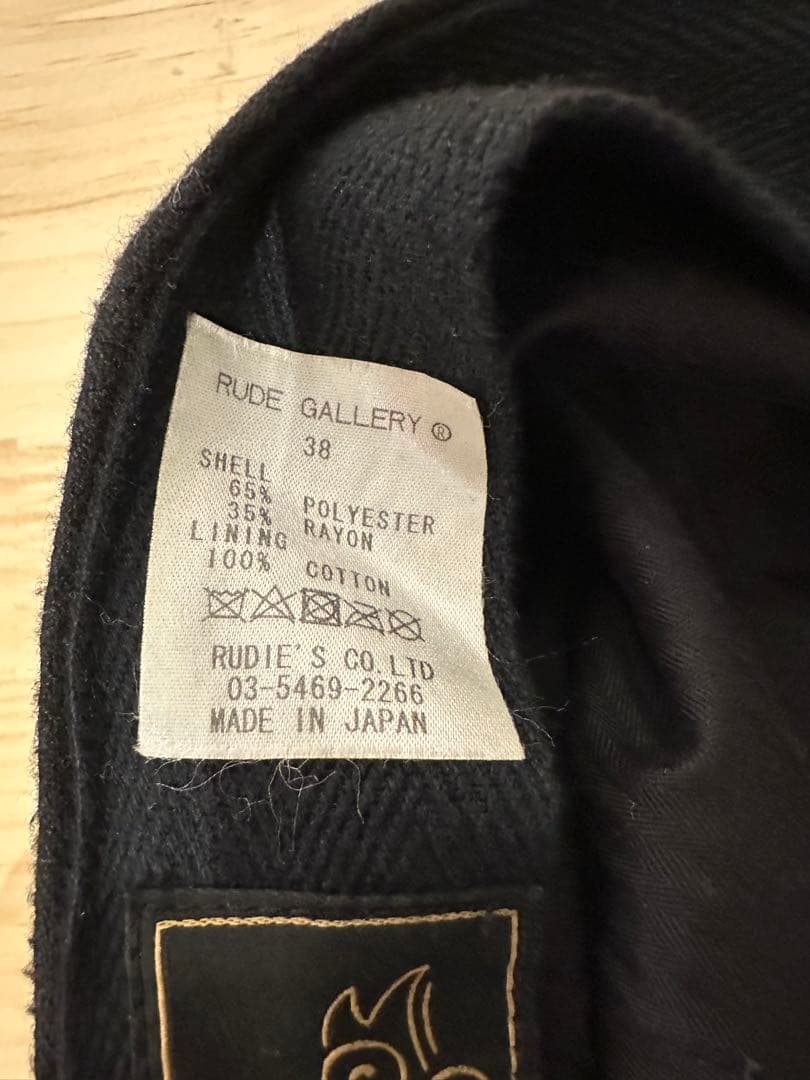 RUDE GALLERY ®
38
SHELL
65% POLYESTER
35% RAYON
LINING
100% COTTON
RUDIE'S CO.LTD
03-5469-2266
MADE IN JAPAN